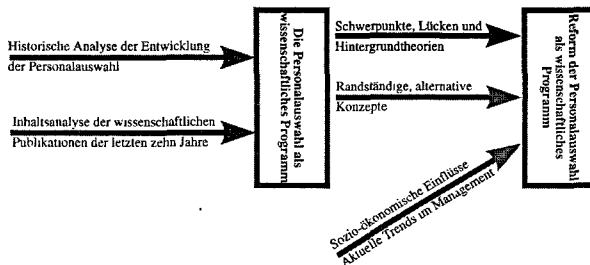 Historische Analyse der Entwicklung
der Personalauswahl
Inhaltsanalyse der wissenschaftlichen
Publikationen der letzten zehn Jahre
Die Personalauswahl als
wissenschaftliches Programm
Schwerpunkte, Lücken und
Hintergrundtheorien
Randständige, alternative
Konzepte
Sozio-ökonomische Einflüsse
Aktuelle Trends un Management
Reform der Personalauswahl
als wissenschaftliches
Programm